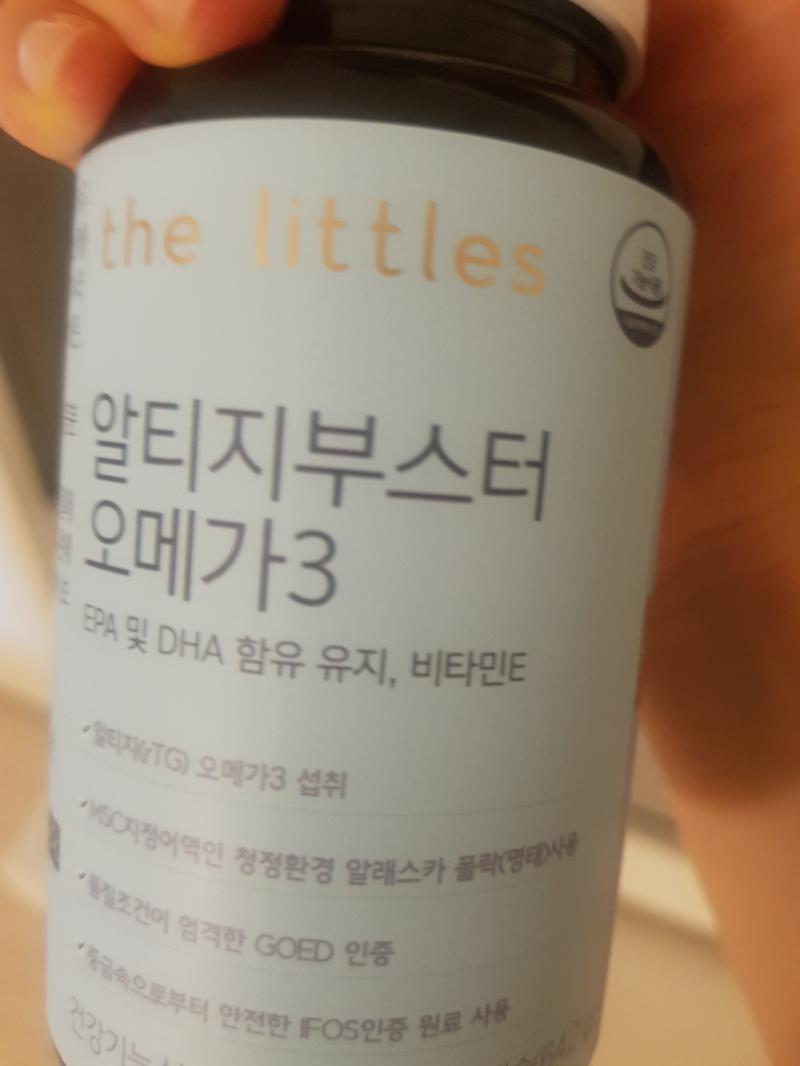 the littles
알티지부스터
오메가3
EPA 및 DHA 함유 유지, 비타민E
알티지(rTG) 오메가3 섭취
MSC지정어역인 청정환경 알래스카 폴락(명태)사용
품질조건이 엄격한 GOED 인증
중금속으로부터 안전한 IFOS인증 원료 사용
건강기능